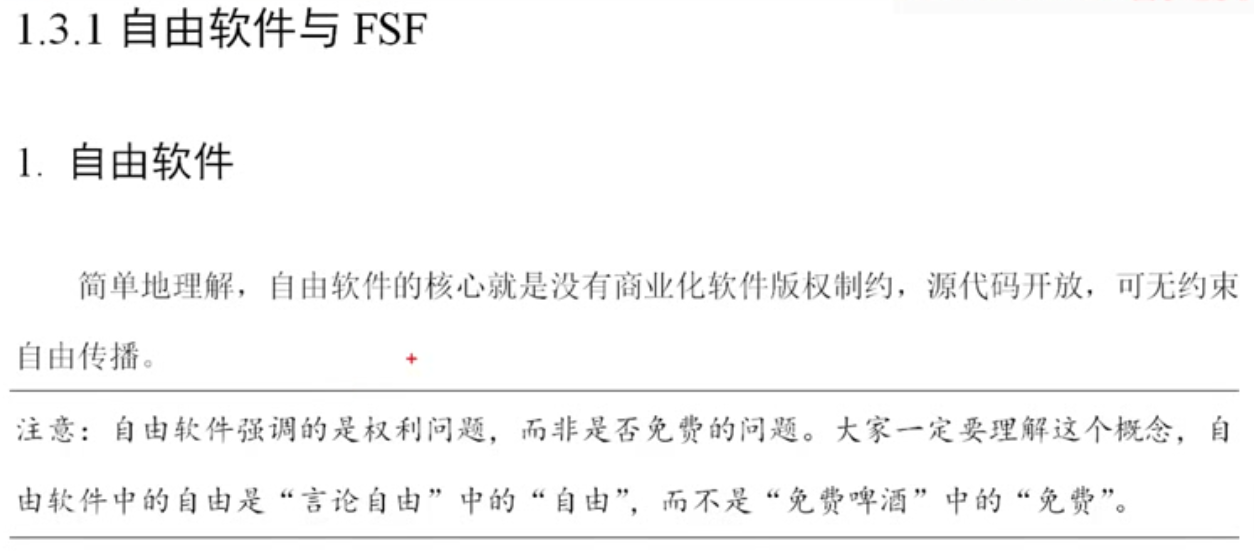 1.3.1 自由软件与 FSF
1. 自由软件
简单地理解，自由软件的核心就是没有商业化软件版权制约，源代码开放，可无约束
自由传播。
注意：自由软件强调的是权利问题，而非是否免费的问题。大家一定要理解这个概念，自
由软件中的自由是“言论自由”中的“自由”，而不是“免费啤酒”中的“免费”。